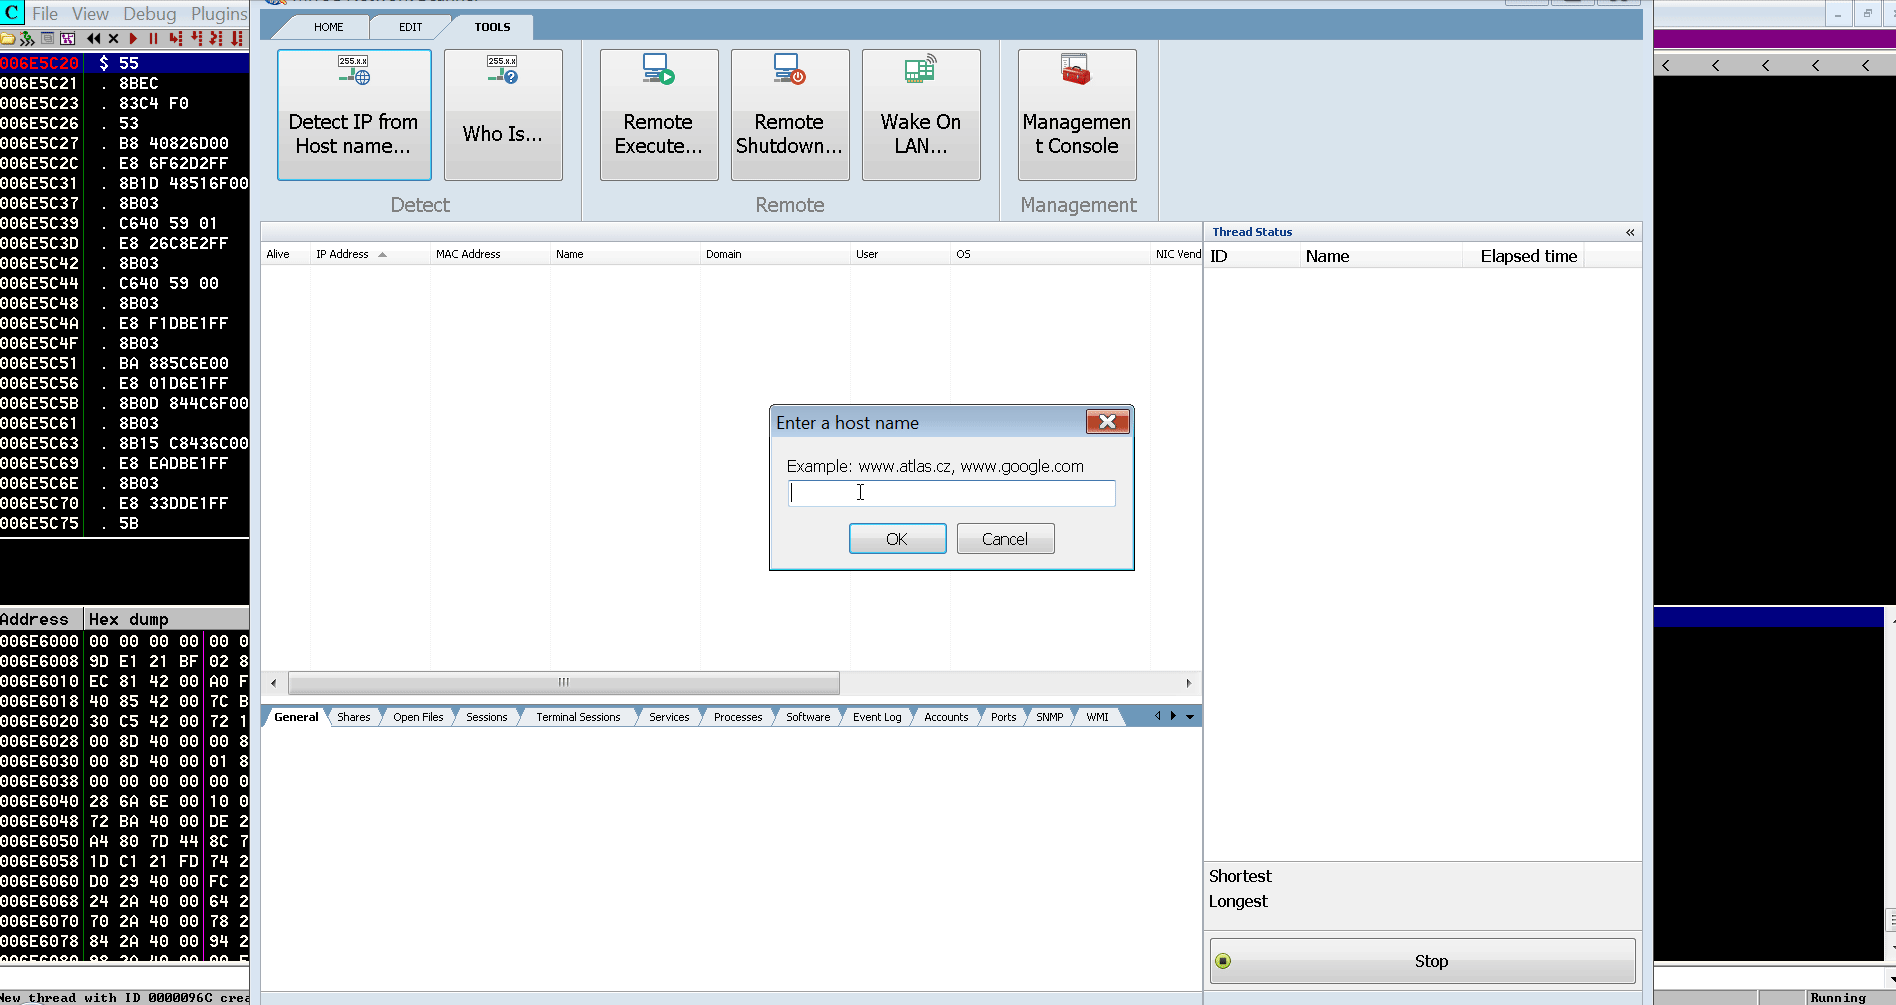 C File View Debug Plugins
HOME EDIT TOOLS
255.x.x
Detect IP from
Host name...
255.x.x
Who Is...
Remote
Execute...
Remote
Shutdown...
Wake On
LAN...
Managemen
t Console
Detect
Remote
Management
006E5C20 $ 55
006E5C21 . 8BEC
006E5C23 . 83C4 F0
006E5C26 . 53
006E5C27 . B8 40826D00
006E5C2C . E8 6F62D2FF
006E5C31 . 8B1D 48516F00
006E5C37 . 8B03
006E5C39 . C640 59 01
006E5C3D . E8 26C8E2FF
006E5C42 . 8B03
006E5C44 . C640 59 00
006E5C48 . 8B03
006E5C4A . E8 F1DBE1FF
006E5C4F . 8B03
006E5C51 . BA 885C6E00
006E5C56 . E8 01D6E1FF
006E5C5B . 8B0D 844C6F00
006E5C61 . 8B03
006E5C63 . 8B15 C8436C00
006E5C69 . E8 EADBE1FF
006E5C6E . 8B03
006E5C70 . E8 33DDE1FF
006E5C75 . 5B
Alive IP Address MAC Address Name Domain User OS NIC Vend
Thread Status «
ID Name Elapsed time
Enter a host name
Example: www.atlas.cz, www.google.com
OK Cancel
Address Hex dump
006E6000 00 00 00 00 00 0
006E6008 9D E1 21 BF 02 8
006E6010 EC 81 42 00 A0 F
006E6018 40 85 42 00 7C B
006E6020 30 C5 42 00 72 1
006E6028 00 8D 40 00 00 8
006E6030 00 8D 40 00 01 8
006E6038 00 00 00 00 00 0
006E6040 28 6A 6E 00 10 0
006E6048 72 BA 40 00 DE 2
006E6050 A4 80 7D 44 8C 7
006E6058 1D C1 21 FD 74 2
006E6060 D0 29 40 00 FC 2
006E6068 24 2A 40 00 64 2
006E6070 70 2A 40 00 78 2
006E6078 84 2A 40 00 94 2
General Shares Open Files Sessions Terminal Sessions Services Processes Software Event Log Accounts Ports SNMP WMI
Shortest
Longest
Stop
New thread with ID 0000096C crea
Running